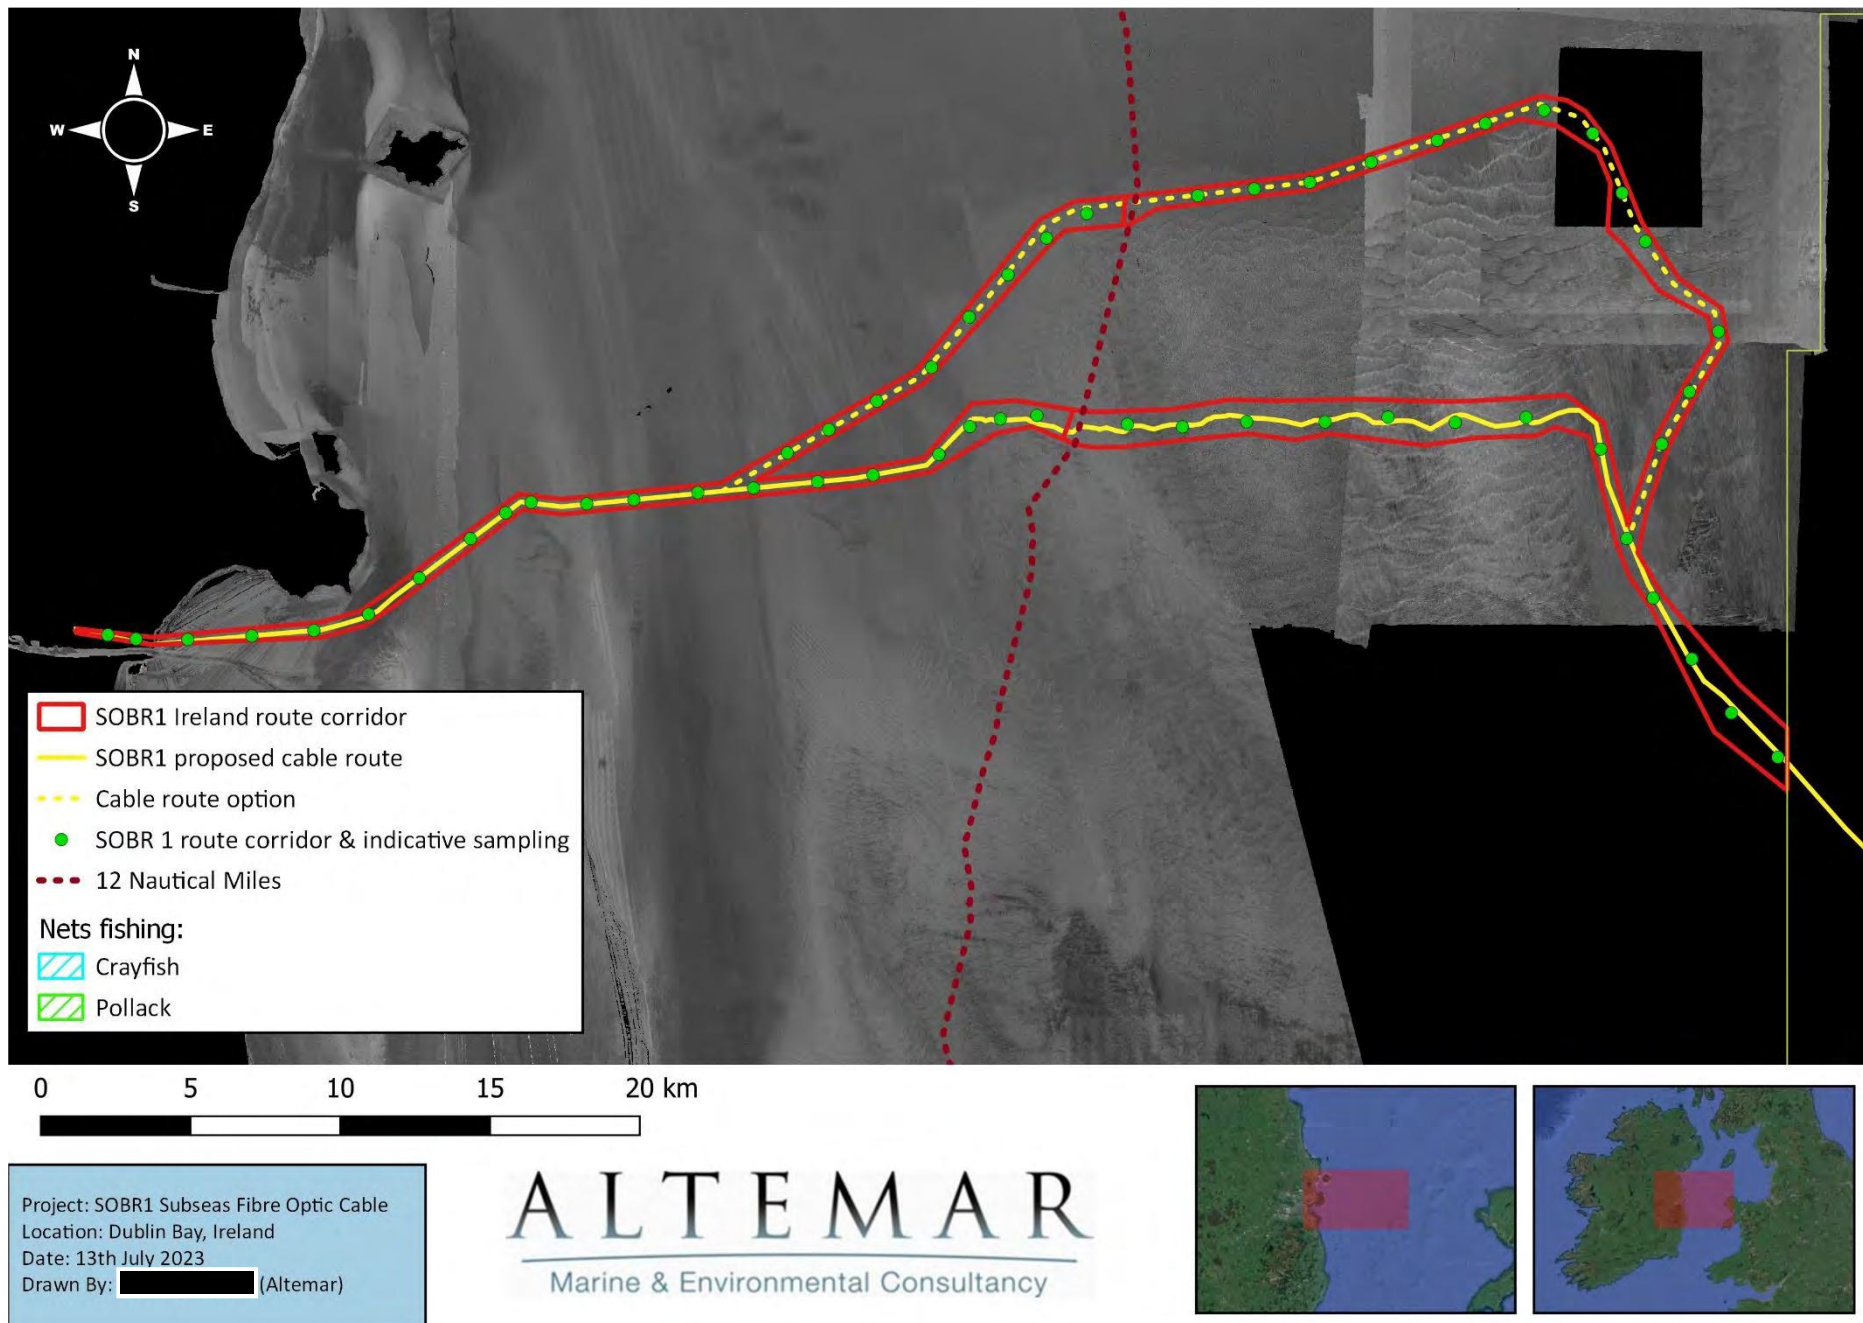 N
W E
S
SOBR1 Ireland route corridor
SOBR1 proposed cable route
Cable route option
SOBR 1 route corridor & indicative sampling
12 Nautical Miles
Nets fishing:
Crayfish
Pollack
0 5 10 15 20 km
Project: SOBR1 Subseas Fibre Optic Cable
Location: Dublin Bay, Ireland
Date: 13th July 2023
Drawn By: (Altemar)
ALTEMAR
Marine & Environmental Consultancy